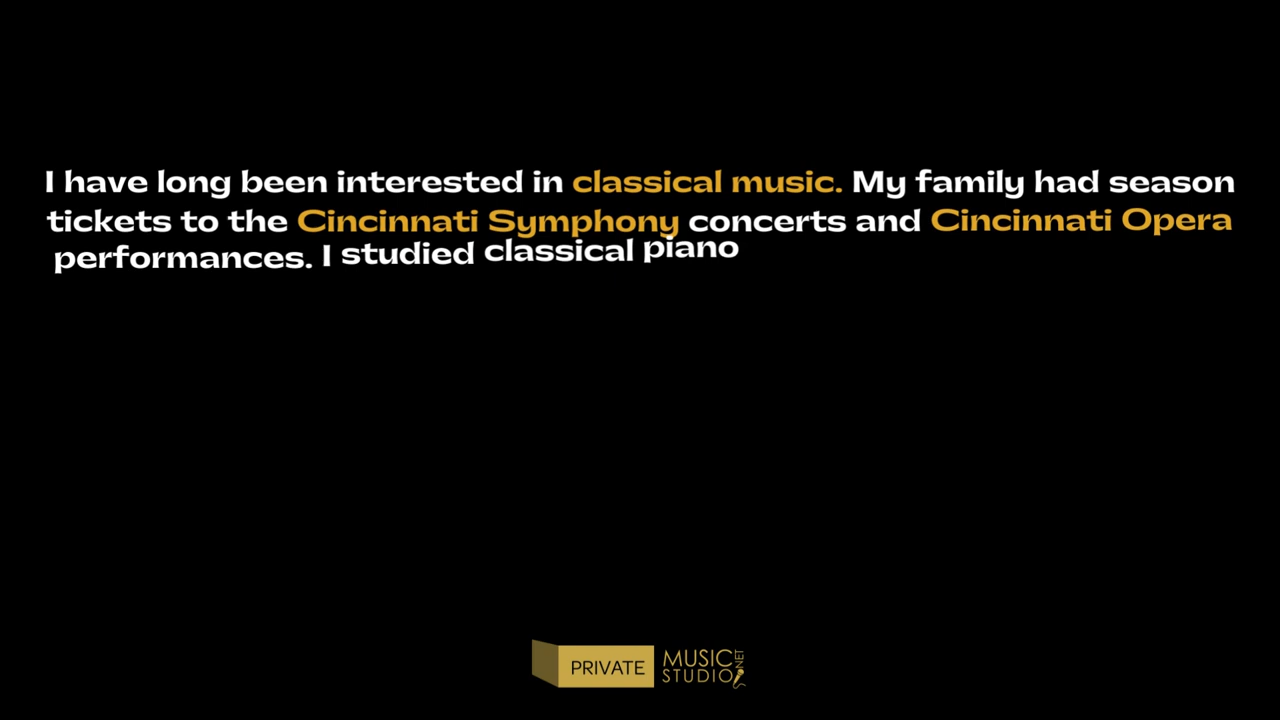 I have long been interested in classical music. My family had season
tickets to the Cincinnati Symphony concerts and Cincinnati Opera
performances. I studied classical piano
PRIVATE MUSIC
STUDIO .NET